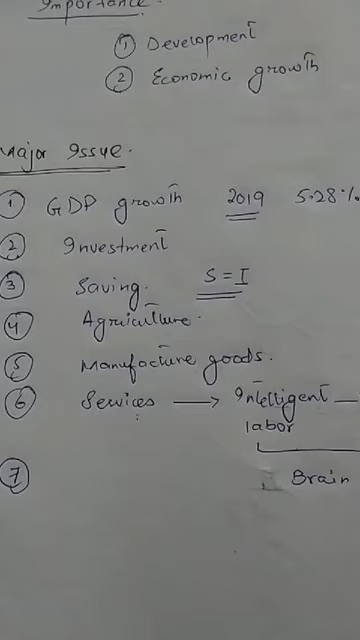 Importance.
① Development
② Economic growth
Major Issue.
① GDP growth 2019 5.28%
② Investment
③ Saving. S = I
④ Agriculture.
⑤ Manufacture goods.
⑥ Services → Intelligent —
labor
Brain
⑦